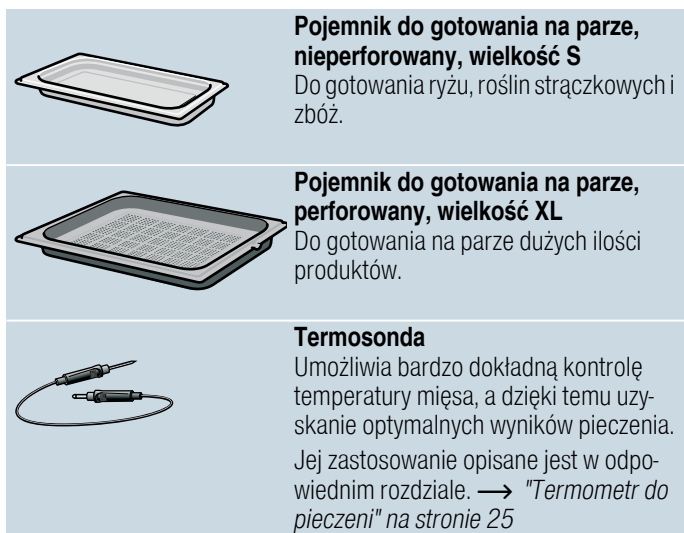 Pojemnik do gotowania na parze,
nieperforowany, wielkość S
Do gotowania ryżu, roślin strączkowych i
zbóż.
Pojemnik do gotowania na parze,
perforowany, wielkość XL
Do gotowania na parze dużych ilości
produktów.
Termosonda
Umożliwia bardzo dokładną kontrolę
temperatury mięsa, a dzięki temu uzy-
skanie optymalnych wyników pieczenia.
Jej zastosowanie opisane jest w odpo-
wiednim rozdziale. ⟶ "Termometr do
pieczeni" na stronie 25